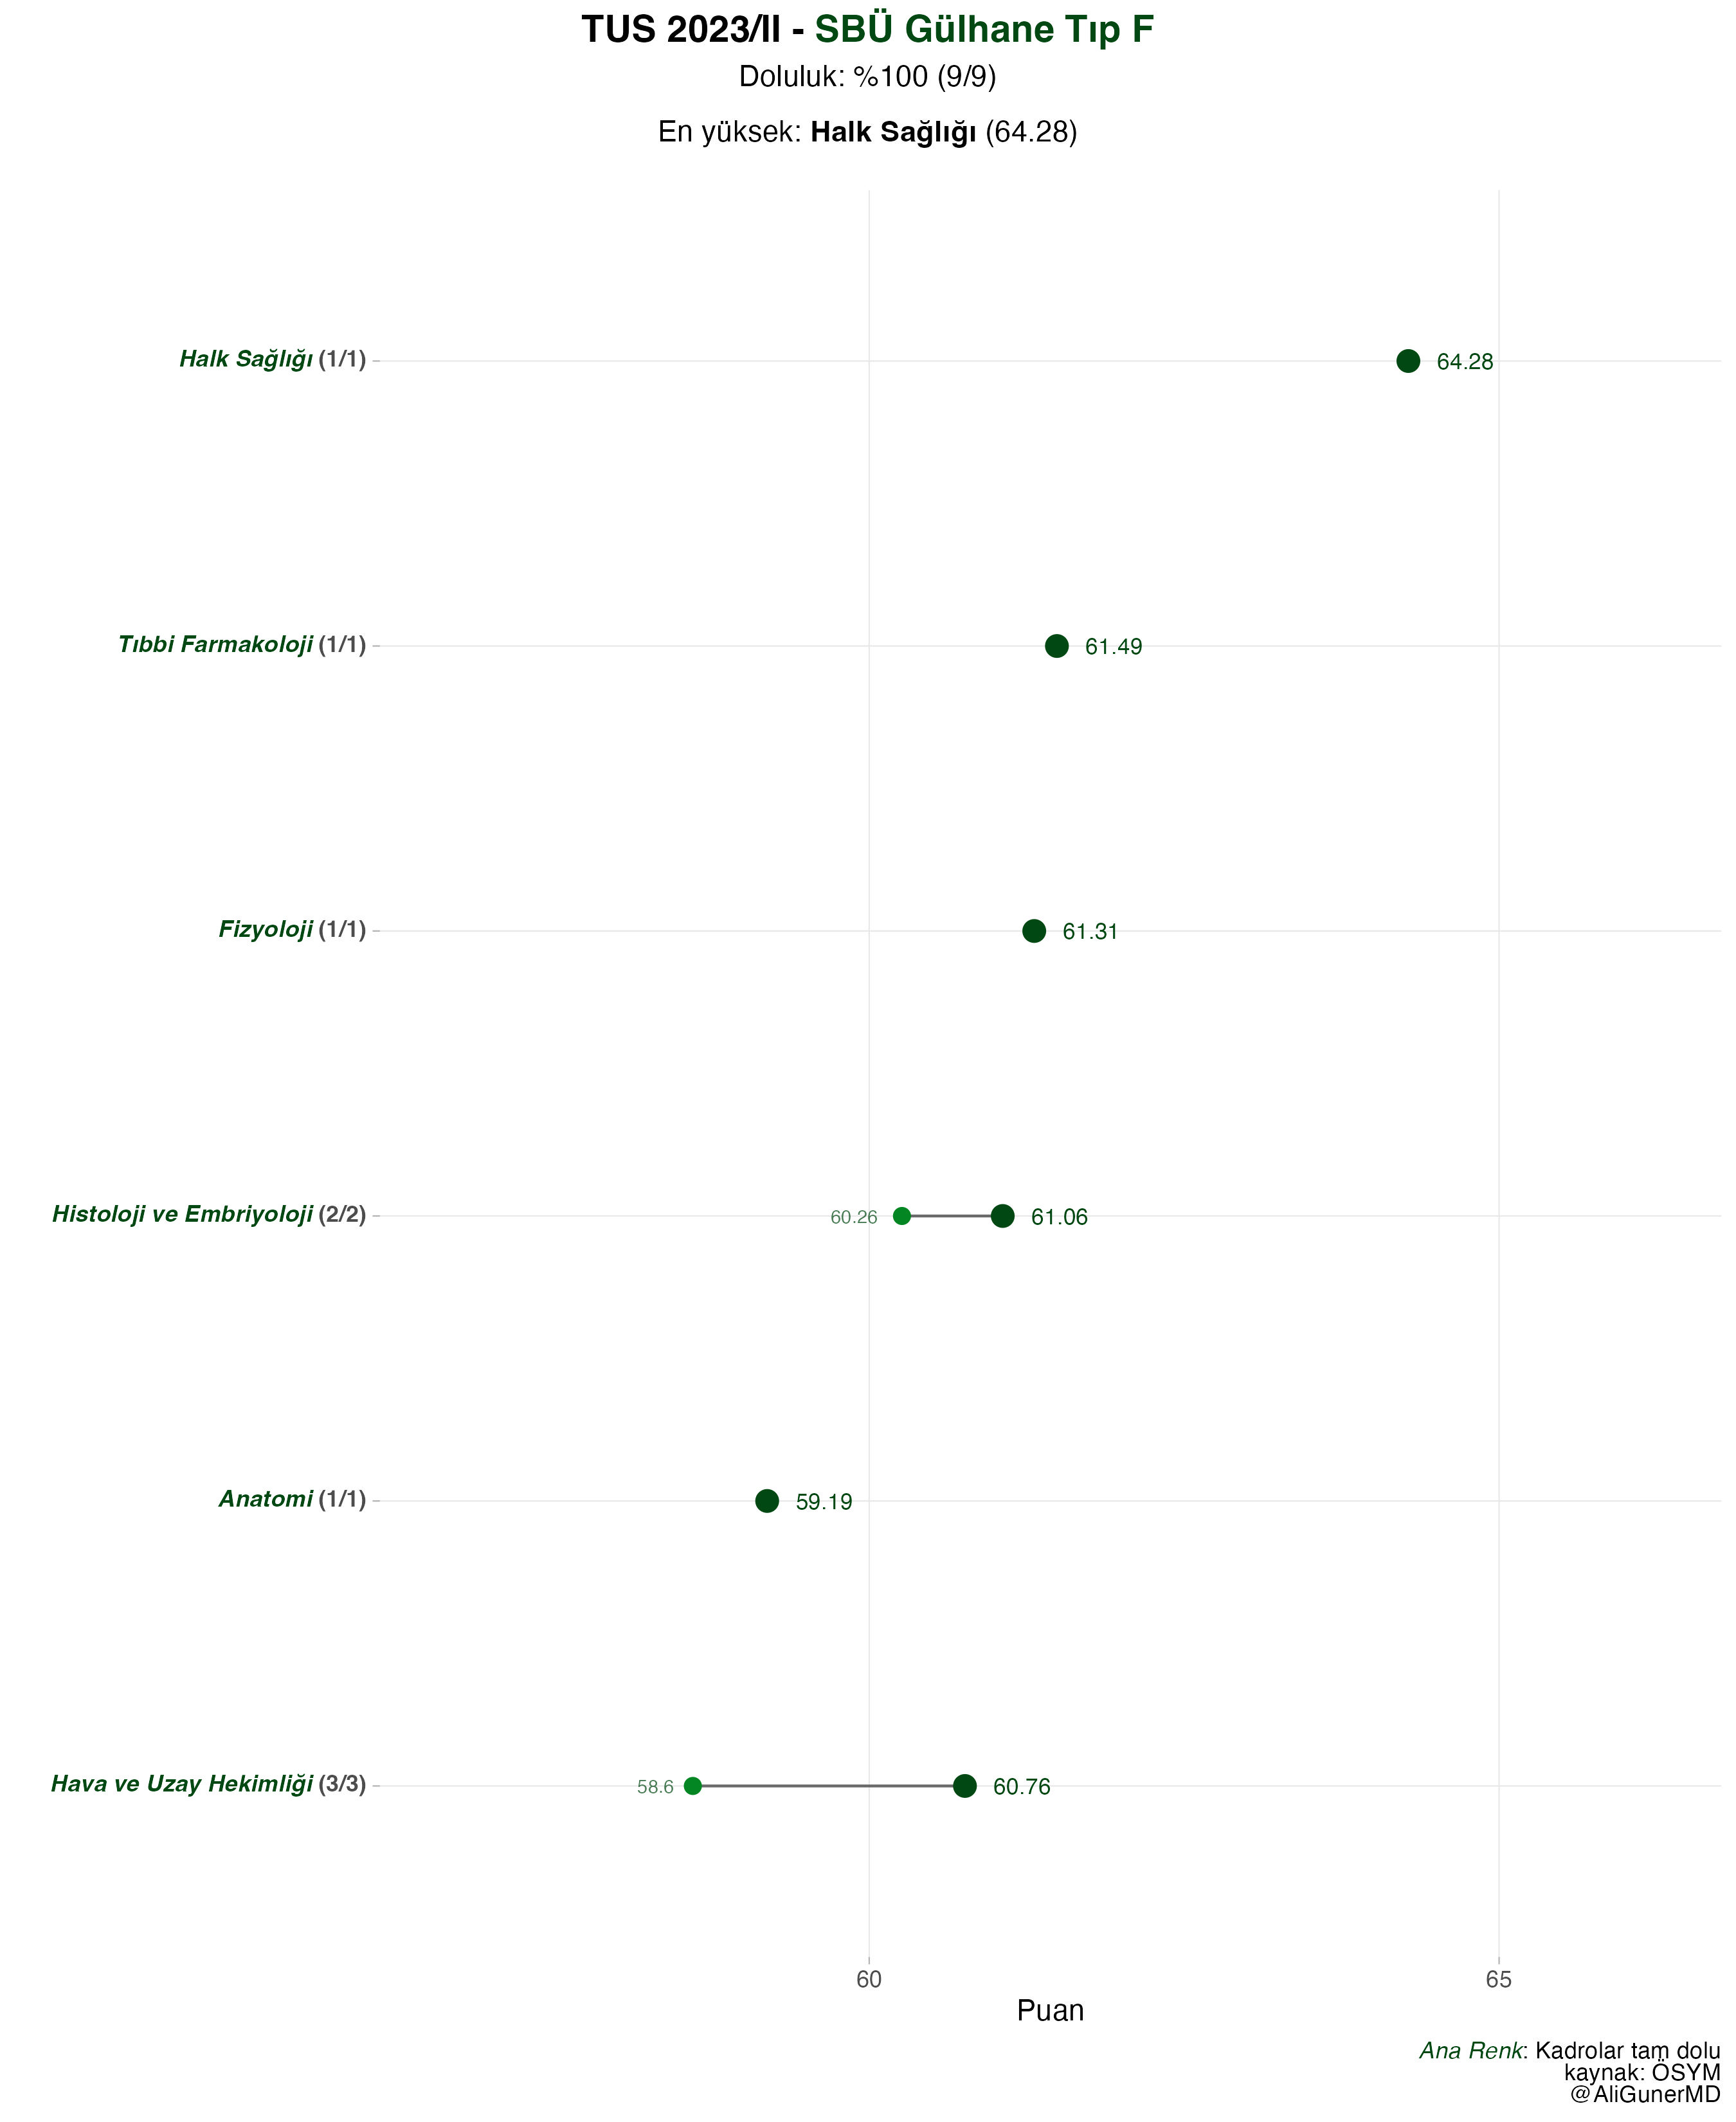 TUS 2023/II - SBÜ Gülhane Tıp F
Doluluk: %100 (9/9)
En yüksek: Halk Sağlığı (64.28)
Halk Sağlığı (1/1) 64.28
Tıbbi Farmakoloji (1/1) 61.49
Fizyoloji (1/1) 61.31
Histoloji ve Embriyoloji (2/2) 60.26 61.06
Anatomi (1/1) 59.19
Hava ve Uzay Hekimliği (3/3) 58.6 60.76
60 65
Puan
Ana Renk: Kadrolar tam dolu
kaynak: ÖSYM
@AliGunerMD